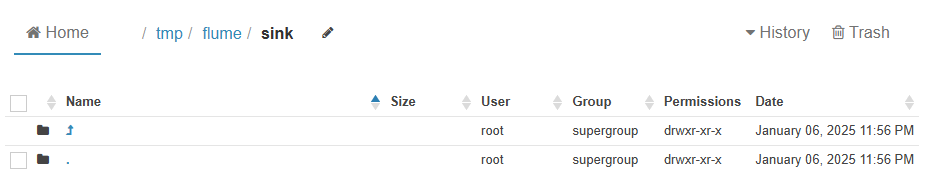 Home / tmp / flume / sink History Trash
Name Size User Group Permissions Date
root supergroup drwxr-xr-x January 06, 2025 11:56 PM
. root supergroup drwxr-xr-x January 06, 2025 11:56 PM